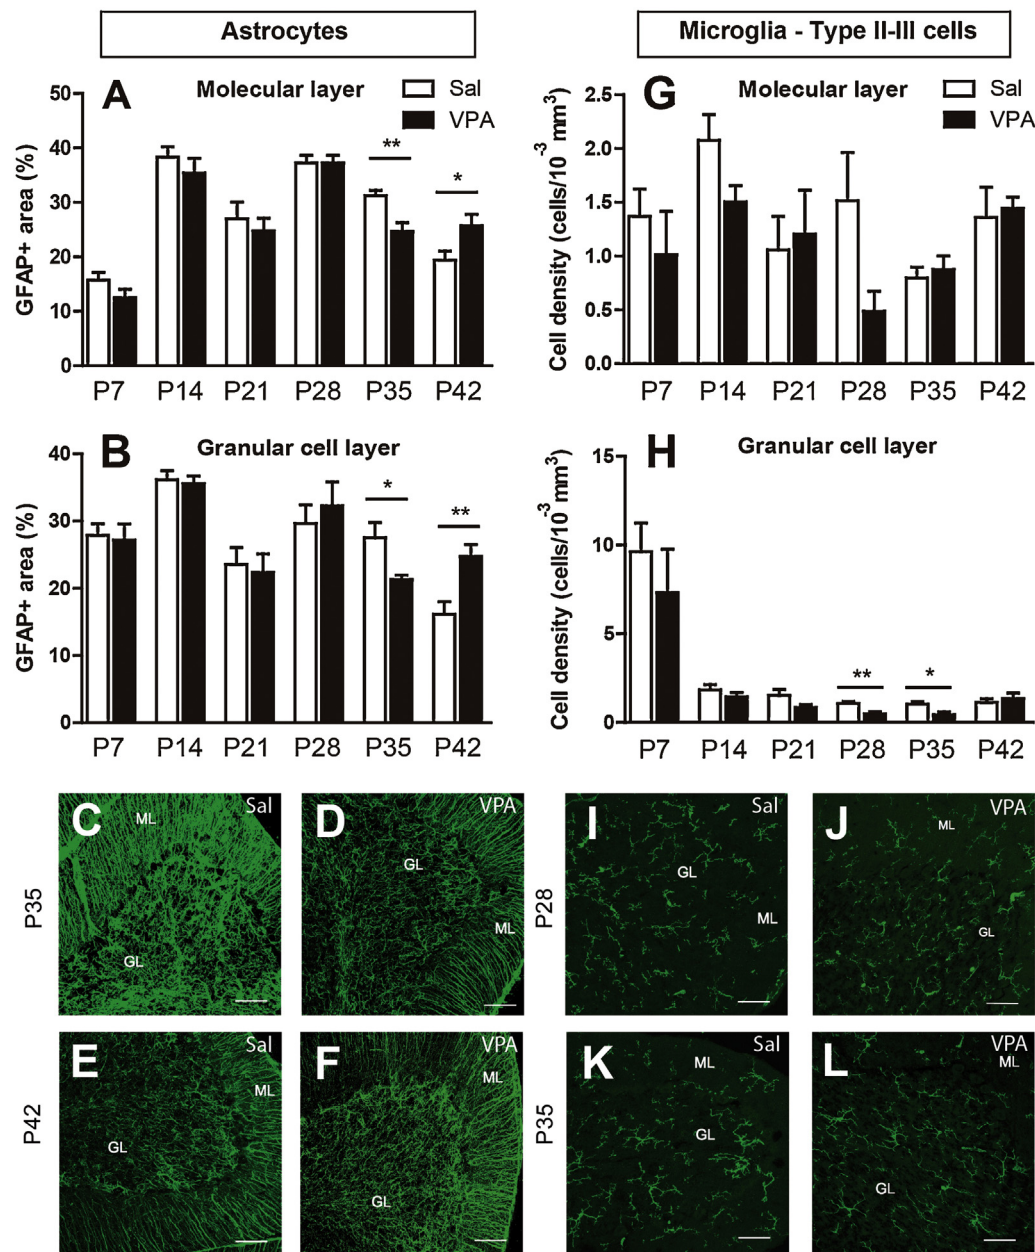 Astrocytes
Microglia - Type II-III cells
A
Molecular layer
Sal
VPA
GFAP+ area (%)
50
40
30
20
10
0
**
*
P7 P14 P21 P28 P35 P42
G
Molecular layer
Sal
VPA
Cell density (cells/10⁻³ mm³)
2.5
2.0
1.5
1.0
0.5
0.0
P7 P14 P21 P28 P35 P42
B
Granular cell layer
GFAP+ area (%)
40
30
20
10
0
*
**
P7 P14 P21 P28 P35 P42
H
Granular cell layer
Cell density (cells/10⁻³ mm³)
15
10
5
0
**
*
P7 P14 P21 P28 P35 P42
P35
C
ML
Sal
GL
D
VPA
GL
ML
P28
I
Sal
GL
ML
J
ML
VPA
GL
P42
E
Sal
ML
GL
F
VPA
ML
GL
P35
K
Sal
ML
GL
L
VPA
ML
GL